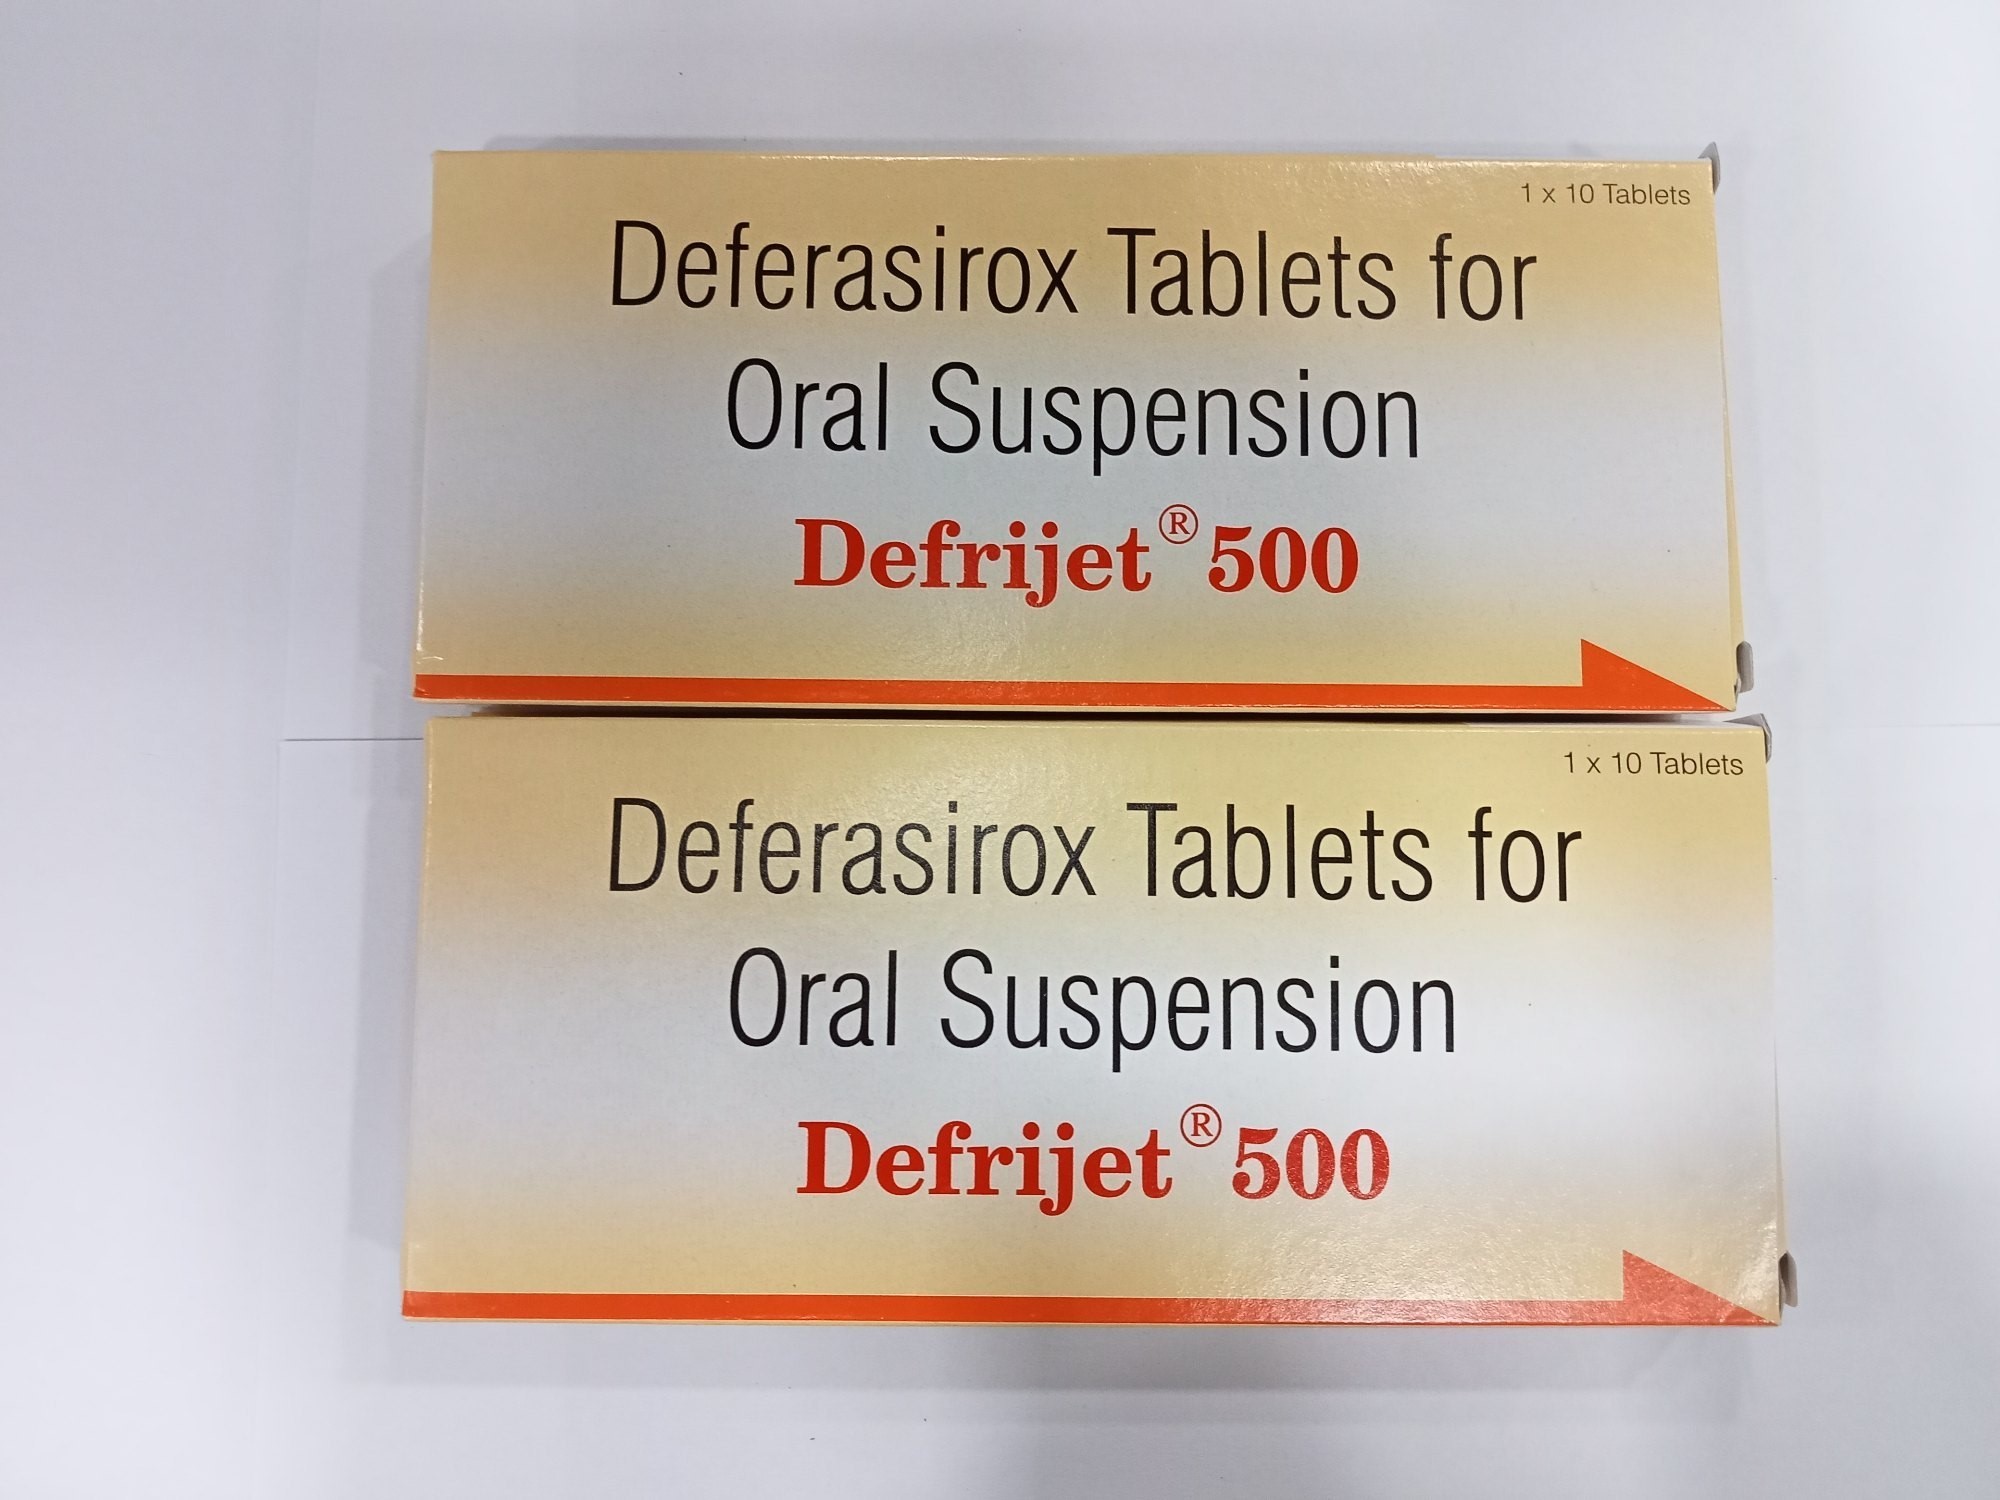 1 x 10 Tablets
Deferasirox Tablets for
Oral Suspension
Defrijet® 500
1 x 10 Tablets
Deferasirox Tablets for
Oral Suspension
Defrijet® 500